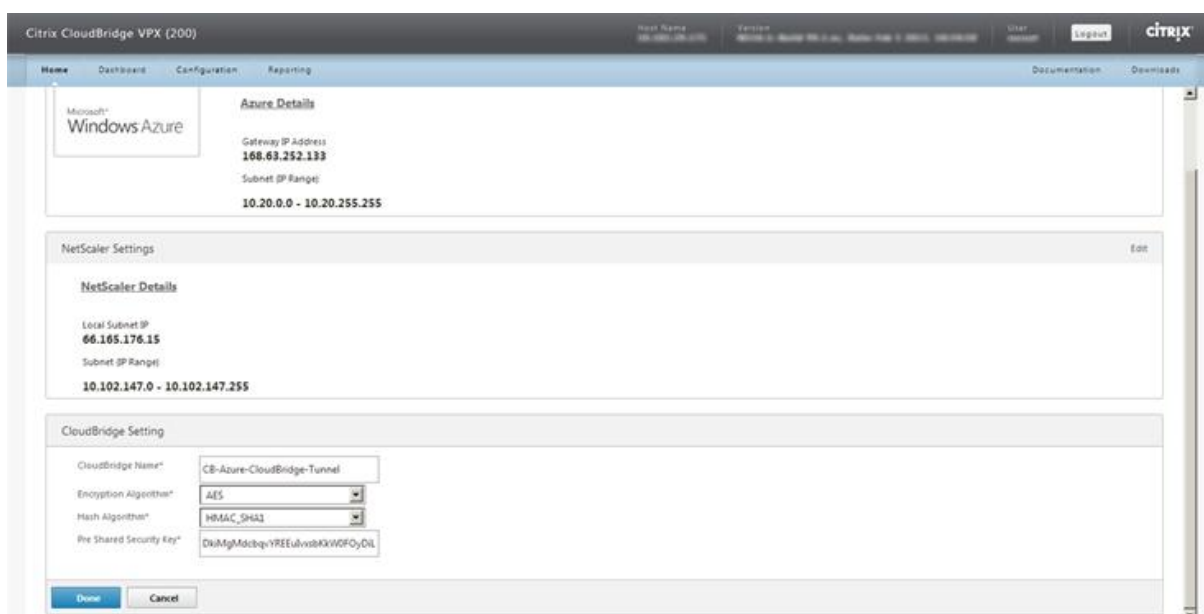 Citrix CloudBridge VPX (200)
Host Name
Version
User
Logout
CITRIX
Home Dashboard Configuration Reporting Documentation Downloads
Microsoft
Windows Azure
Azure Details
Gateway IP Address
168.63.252.133
Subnet (IP Range)
10.20.0.0 - 10.20.255.255
NetScaler Settings Edit
NetScaler Details
Local Subnet IP
66.165.176.15
Subnet (IP Range)
10.102.147.0 - 10.102.147.255
CloudBridge Setting
CloudBridge Name* CB-Azure-CloudBridge-Tunnel
Encryption Algorithm* AES
Hash Algorithm* HMAC_SHA1
Pre Shared Security Key*
Done Cancel